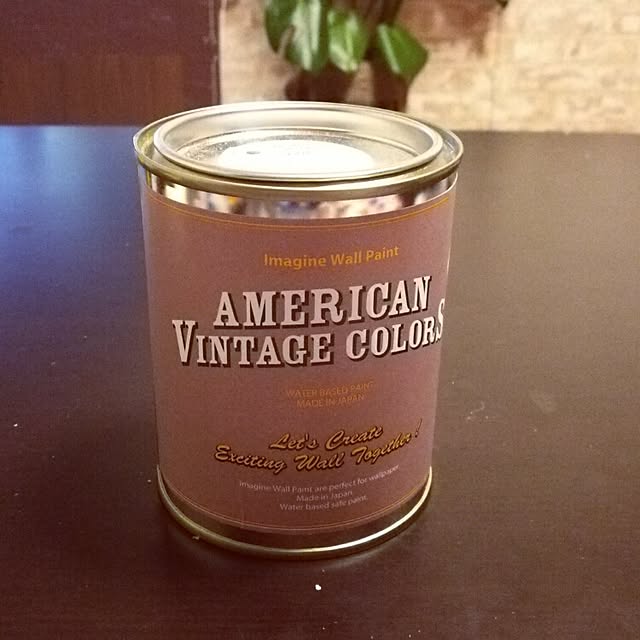 Imagine Wall Paint
AMERICAN
VINTAGE COLORS
WATER BASED PAINT
MADE IN JAPAN
Let's Create
Exciting Wall Together!
Imagine Wall Paint are perfect for wallpaper.
Made in Japan.
Water based safe paint.